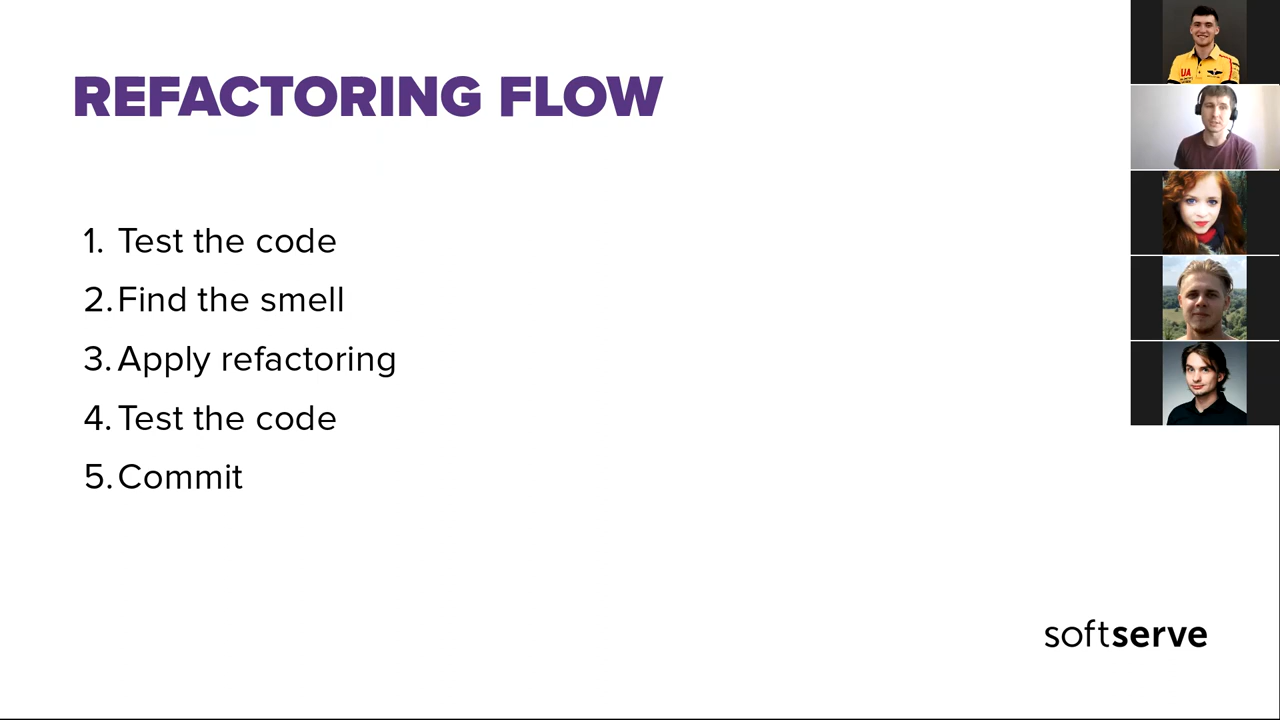 REFACTORING FLOW
1. Test the code
2. Find the smell
3. Apply refactoring
4. Test the code
5. Commit
UA
softserve